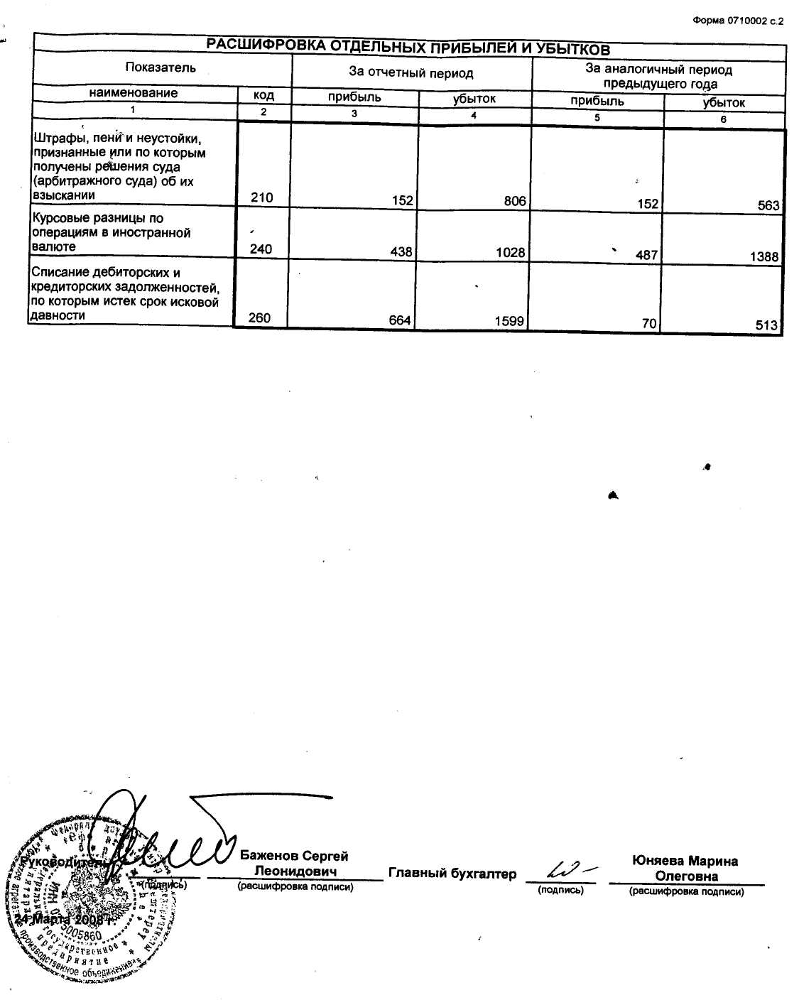 Форма 0710002 с.2
РАСШИФРОВКА ОТДЕЛЬНЫХ ПРИБЫЛЕЙ И УБЫТКОВ
Показатель
За отчетный период
За аналогичный период
предыдущего года
наименование
код
прибыль
убыток
прибыль
убыток
1
2
3
4
5
6
Штрафы, пени и неустойки,
признанные или по которым
получены решения суда
(арбитражного суда) об их
взыскании
210
152
806
152
563
Курсовые разницы по
операциям в иностранной
валюте
240
438
1028
487
1388
Списание дебиторских и
кредиторских задолженностей,
по которым истек срок исковой
давности
260
664
1599
70
513
Руководитель
(подпись)
Баженов Сергей
Леонидович
(расшифровка подписи)
Главный бухгалтер
(подпись)
Юняева Марина
Олеговна
(расшифровка подписи)
24 Марта 2008 г.
5005860
государственное
предприятие
производственное объединение